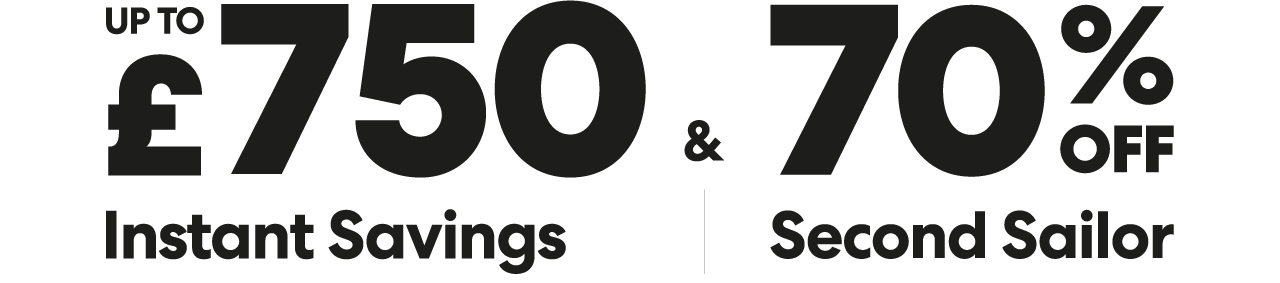 UP TO
£750
Instant Savings
&
70%
OFF
Second Sailor